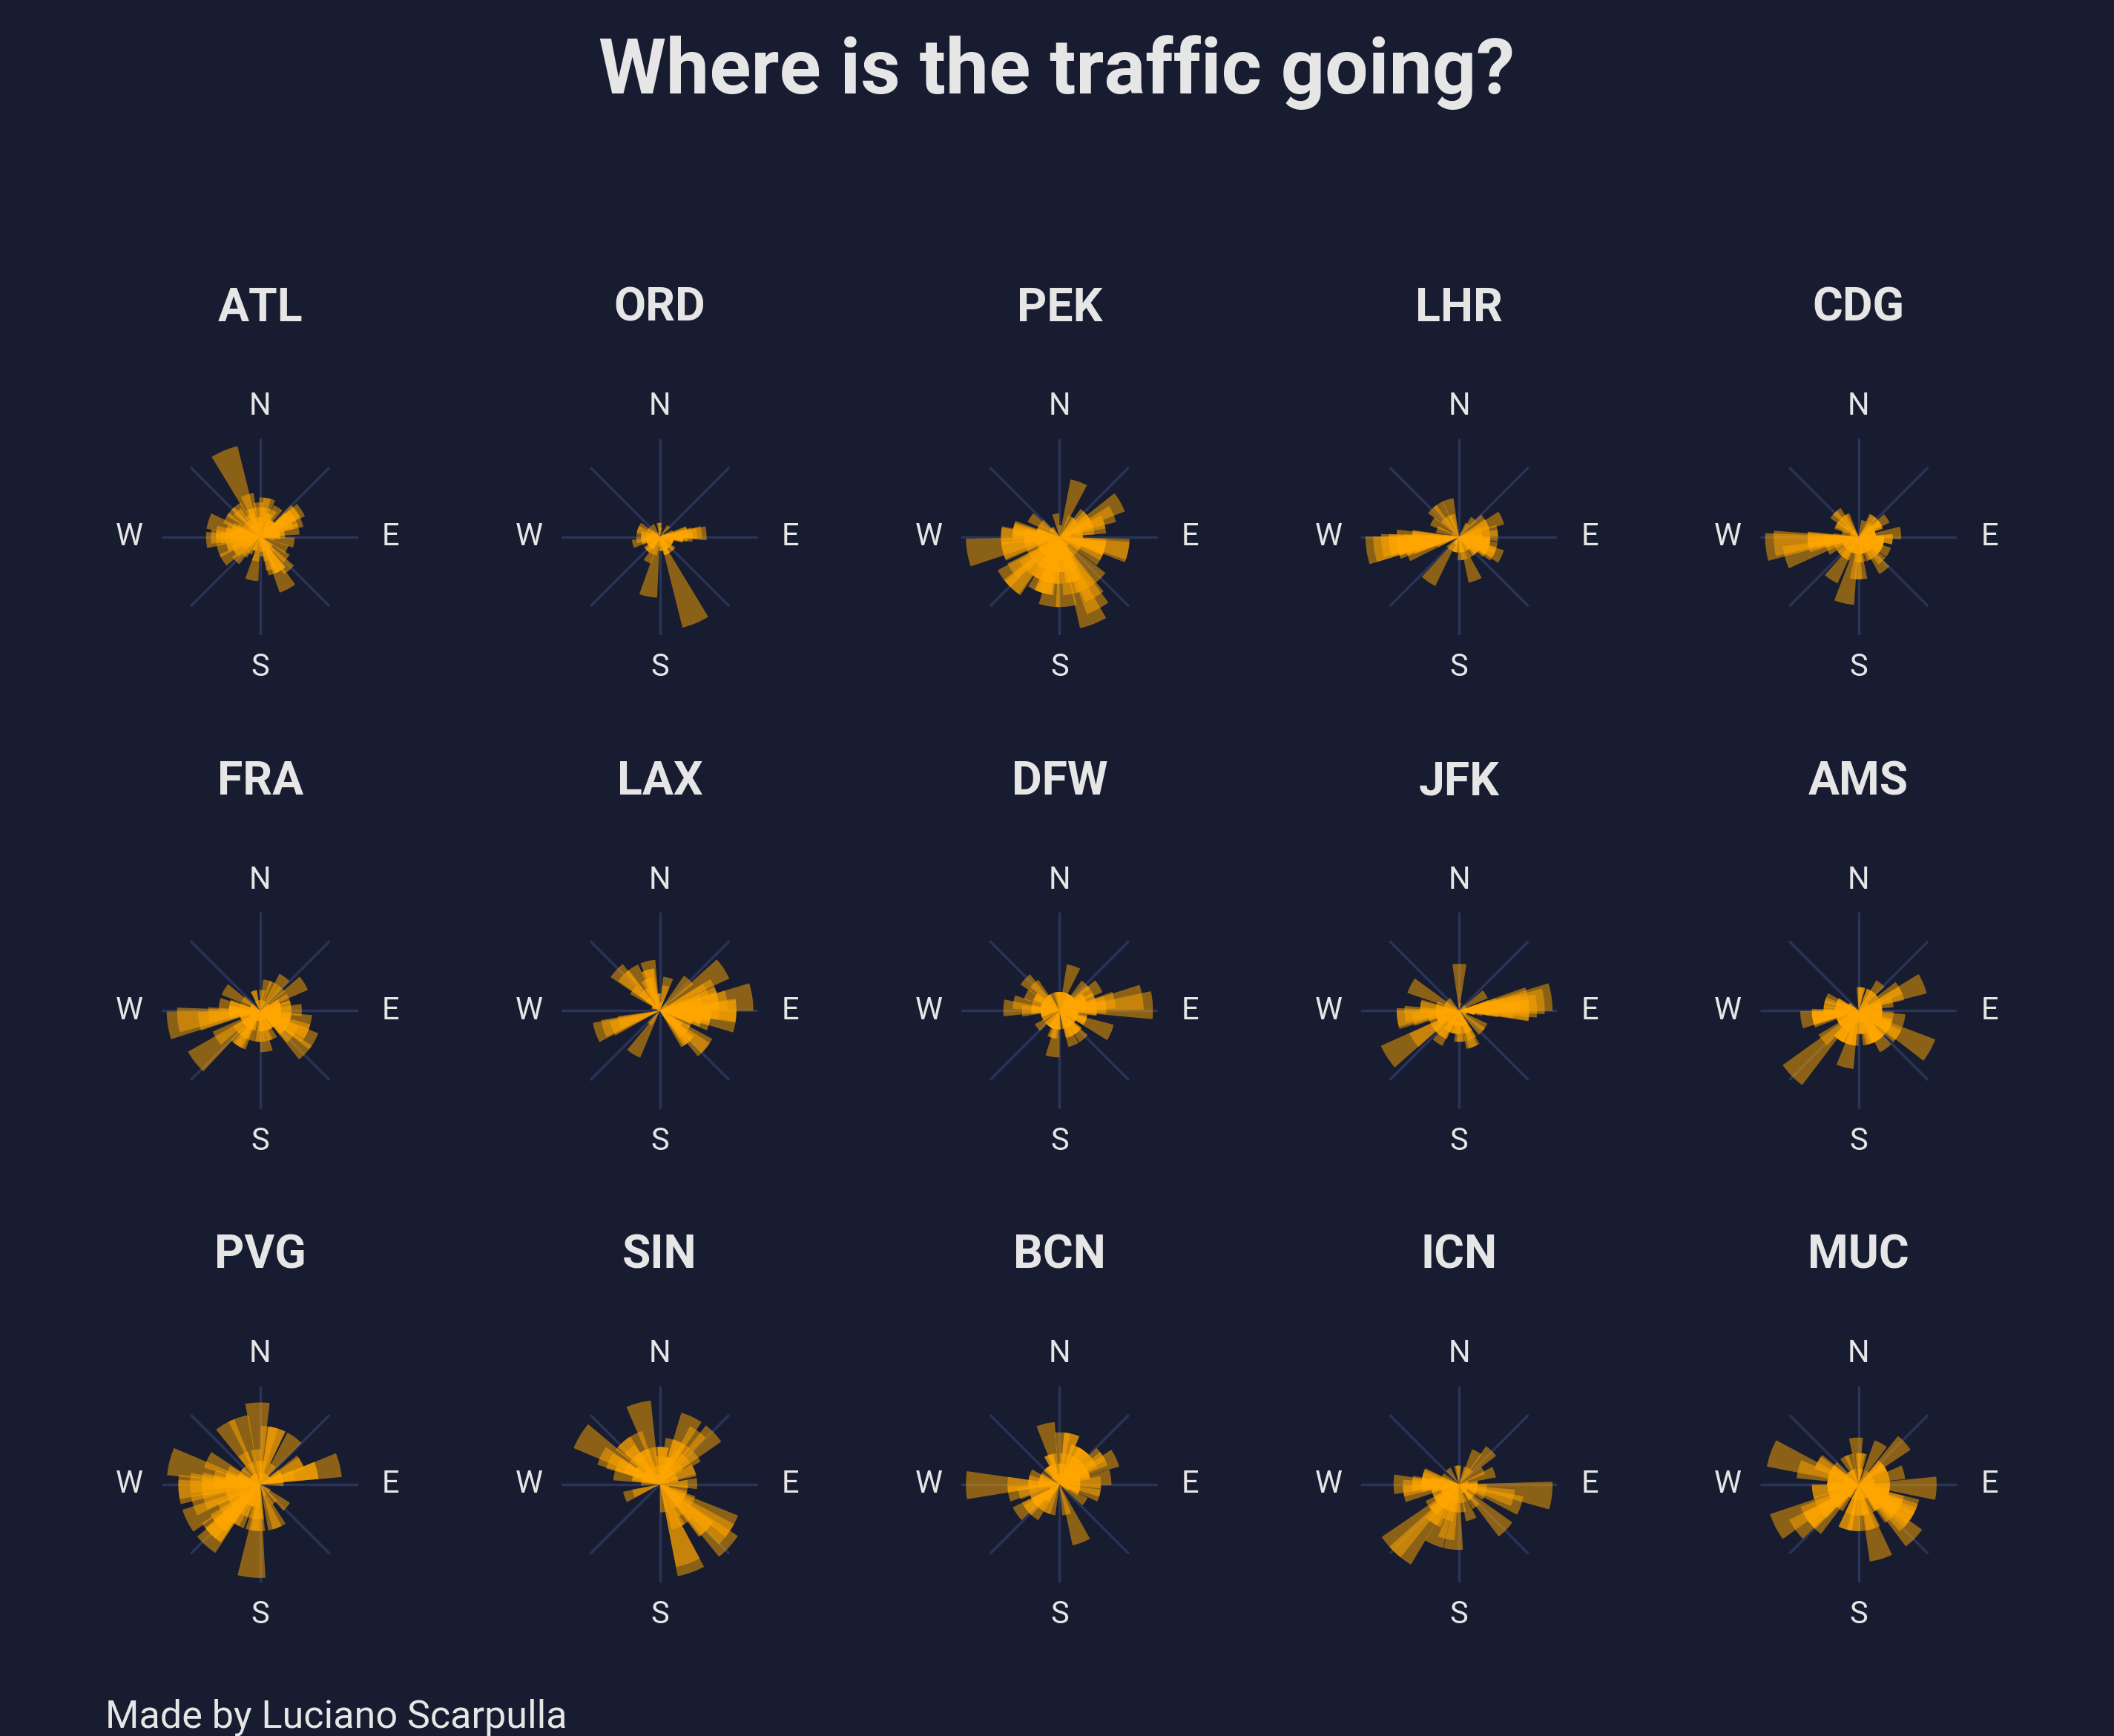 Where is the traffic going?
ATL ORD PEK LHR CDG
N N N N N
W E W E W E W E W E
S S S S S
FRA LAX DFW JFK AMS
N N N N N
W E W E W E W E W E
S S S S S
PVG SIN BCN ICN MUC
N N N N N
W E W E W E W E W E
S S S S S
Made by Luciano Scarpulla